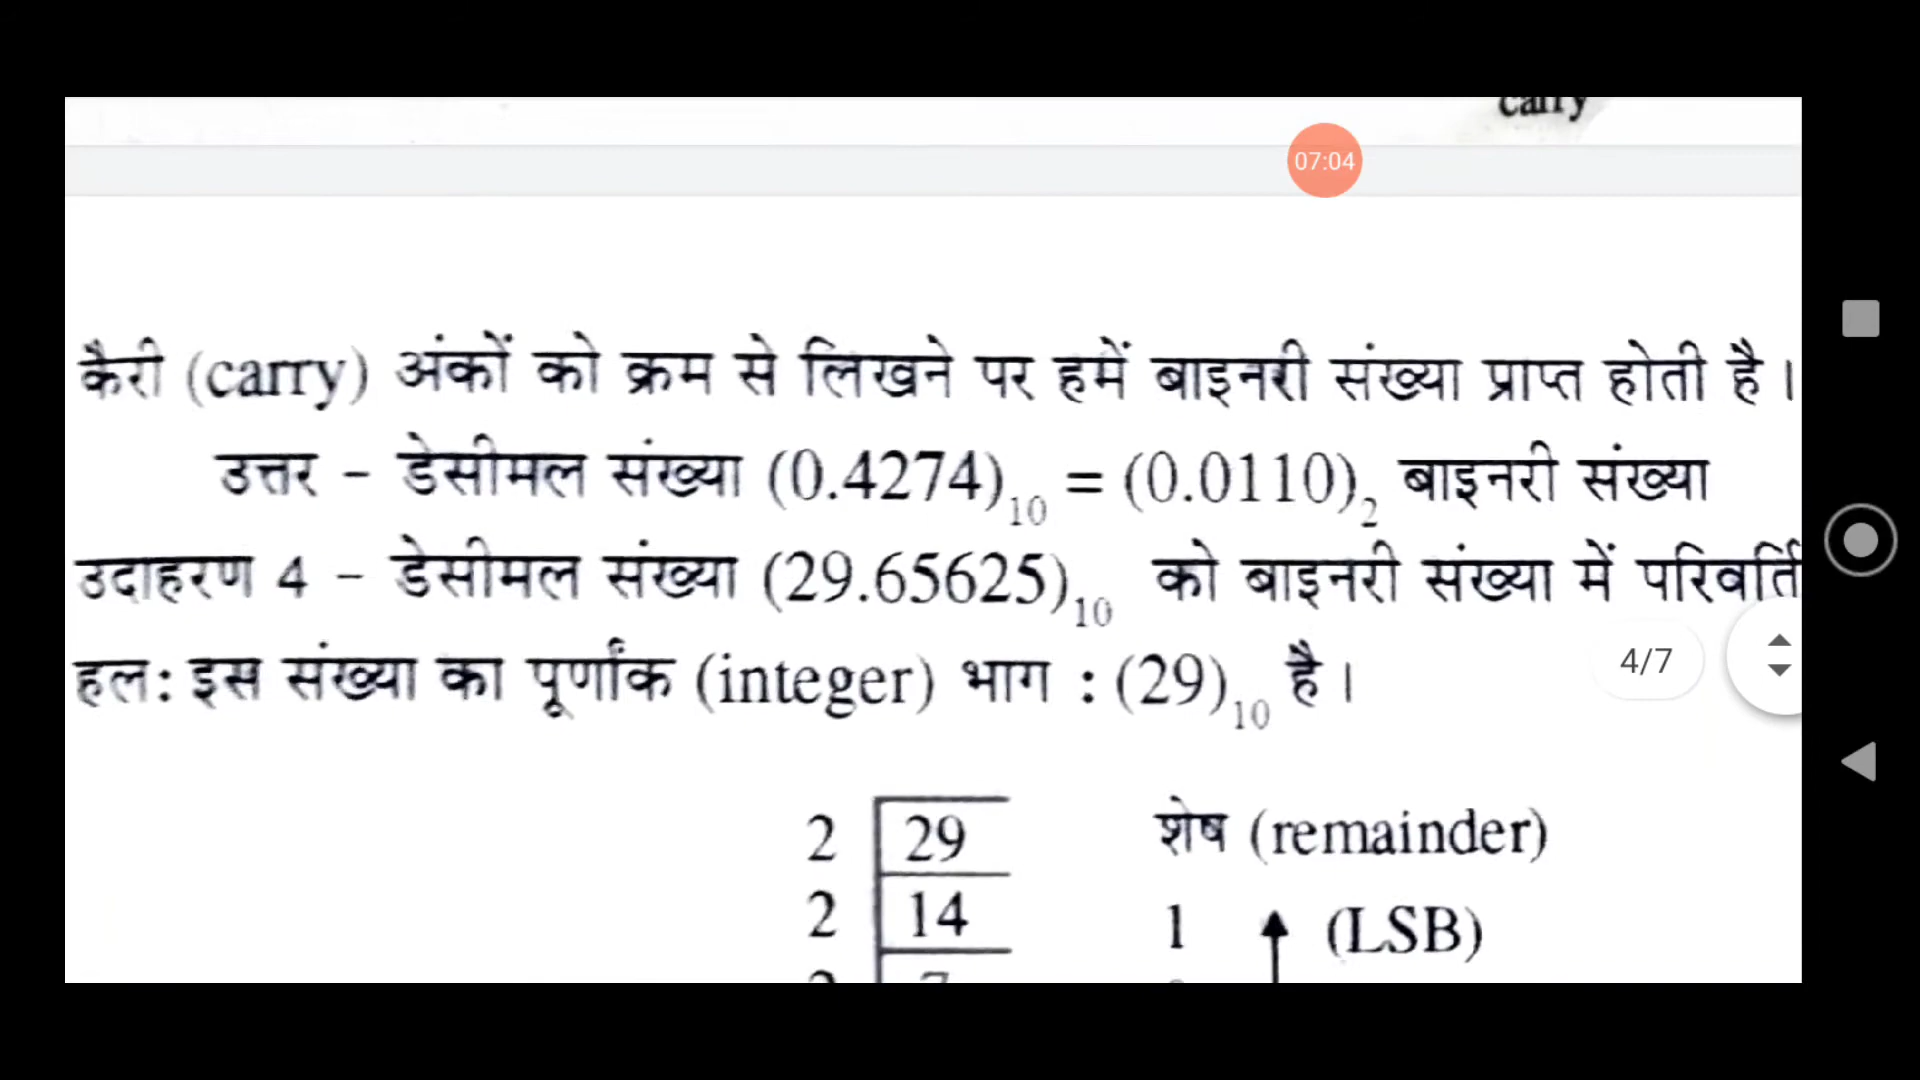 carry
07:04
कैरी (carry) अंकों को क्रम से लिखने पर हमें बाइनरी संख्या प्राप्त होती है।
उत्तर - डेसीमल संख्या (0.4274)10 = (0.0110)2 बाइनरी संख्या
उदाहरण 4 - डेसीमल संख्या (29.65625)10 को बाइनरी संख्या में परिवर्ति
हल: इस संख्या का पूर्णांक (integer) भाग : (29)10 है।
4/7
2 29 शेष (remainder)
2 14 1 (LSB)
2 7